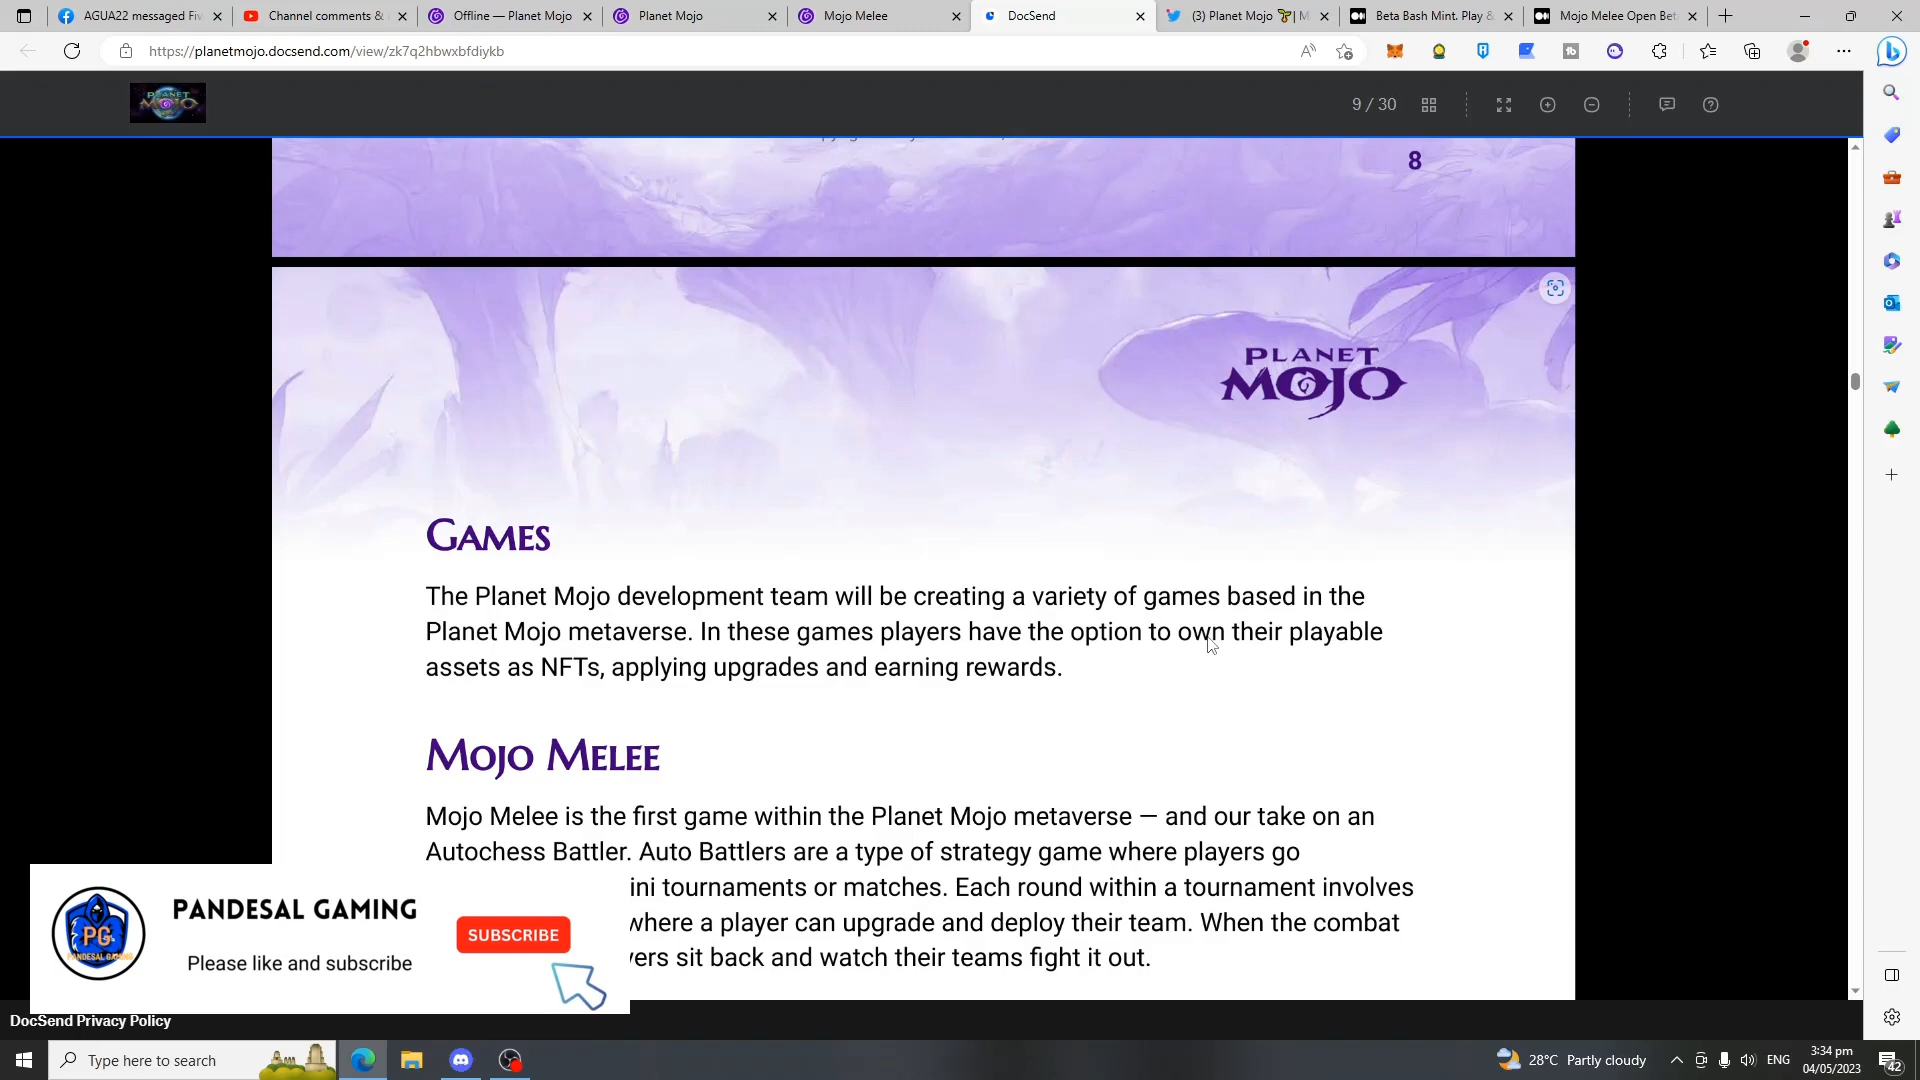 AGUA22 messaged Fiv
Channel comments &
Offline — Planet Mojo
Planet Mojo
Mojo Melee
DocSend
(3) Planet Mojo | M
Beta Bash Mint. Play &
Mojo Melee Open Bet
https://planetmojo.docsend.com/view/zk7q2hbwxbfdiykb
PLANET
MOJO
9 / 30
8
PLANET
MOJO
GAMES
The Planet Mojo development team will be creating a variety of games based in the
Planet Mojo metaverse. In these games players have the option to own their playable
assets as NFTs, applying upgrades and earning rewards.
MOJO MELEE
Mojo Melee is the first game within the Planet Mojo metaverse — and our take on an
Autochess Battler. Auto Battlers are a type of strategy game where players go
ini tournaments or matches. Each round within a tournament involves
where a player can upgrade and deploy their team. When the combat
yers sit back and watch their teams fight it out.
PG
PANDESAL GAMING
PANDESAL GAMING
Please like and subscribe
SUBSCRIBE
DocSend Privacy Policy
Type here to search
28°C Partly cloudy
ENG
3:34 pm
04/05/2023
42